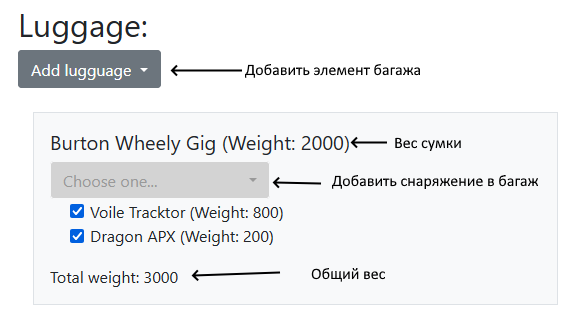 Luggage:
Add lugguage
Добавить элемент багажа
Burton Wheely Gig (Weight: 2000)
Вес сумки
Choose one...
Добавить снаряжение в багаж
Voile Tracktor (Weight: 800)
Dragon APX (Weight: 200)
Total weight: 3000
Общий вес